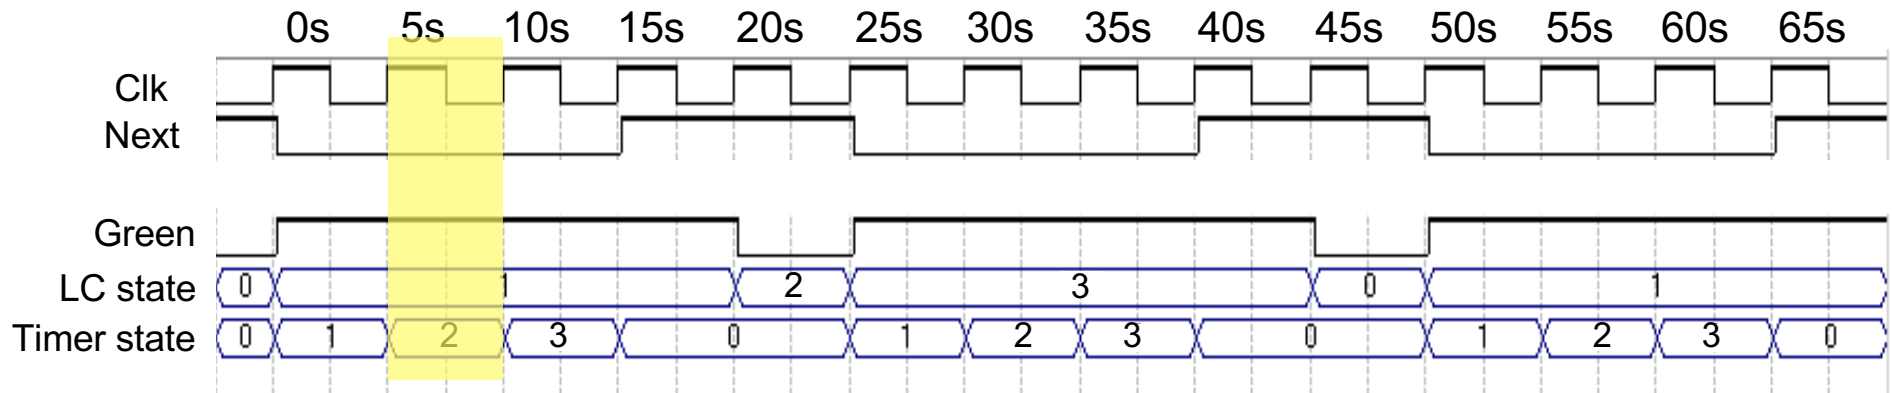 0s 5s 10s 15s 20s 25s 30s 35s 40s 45s 50s 55s 60s 65s
Clk
Next
Green
LC state 0 1 2 3 0 1
Timer state 0 1 2 3 0 1 2 3 0 1 2 3 0